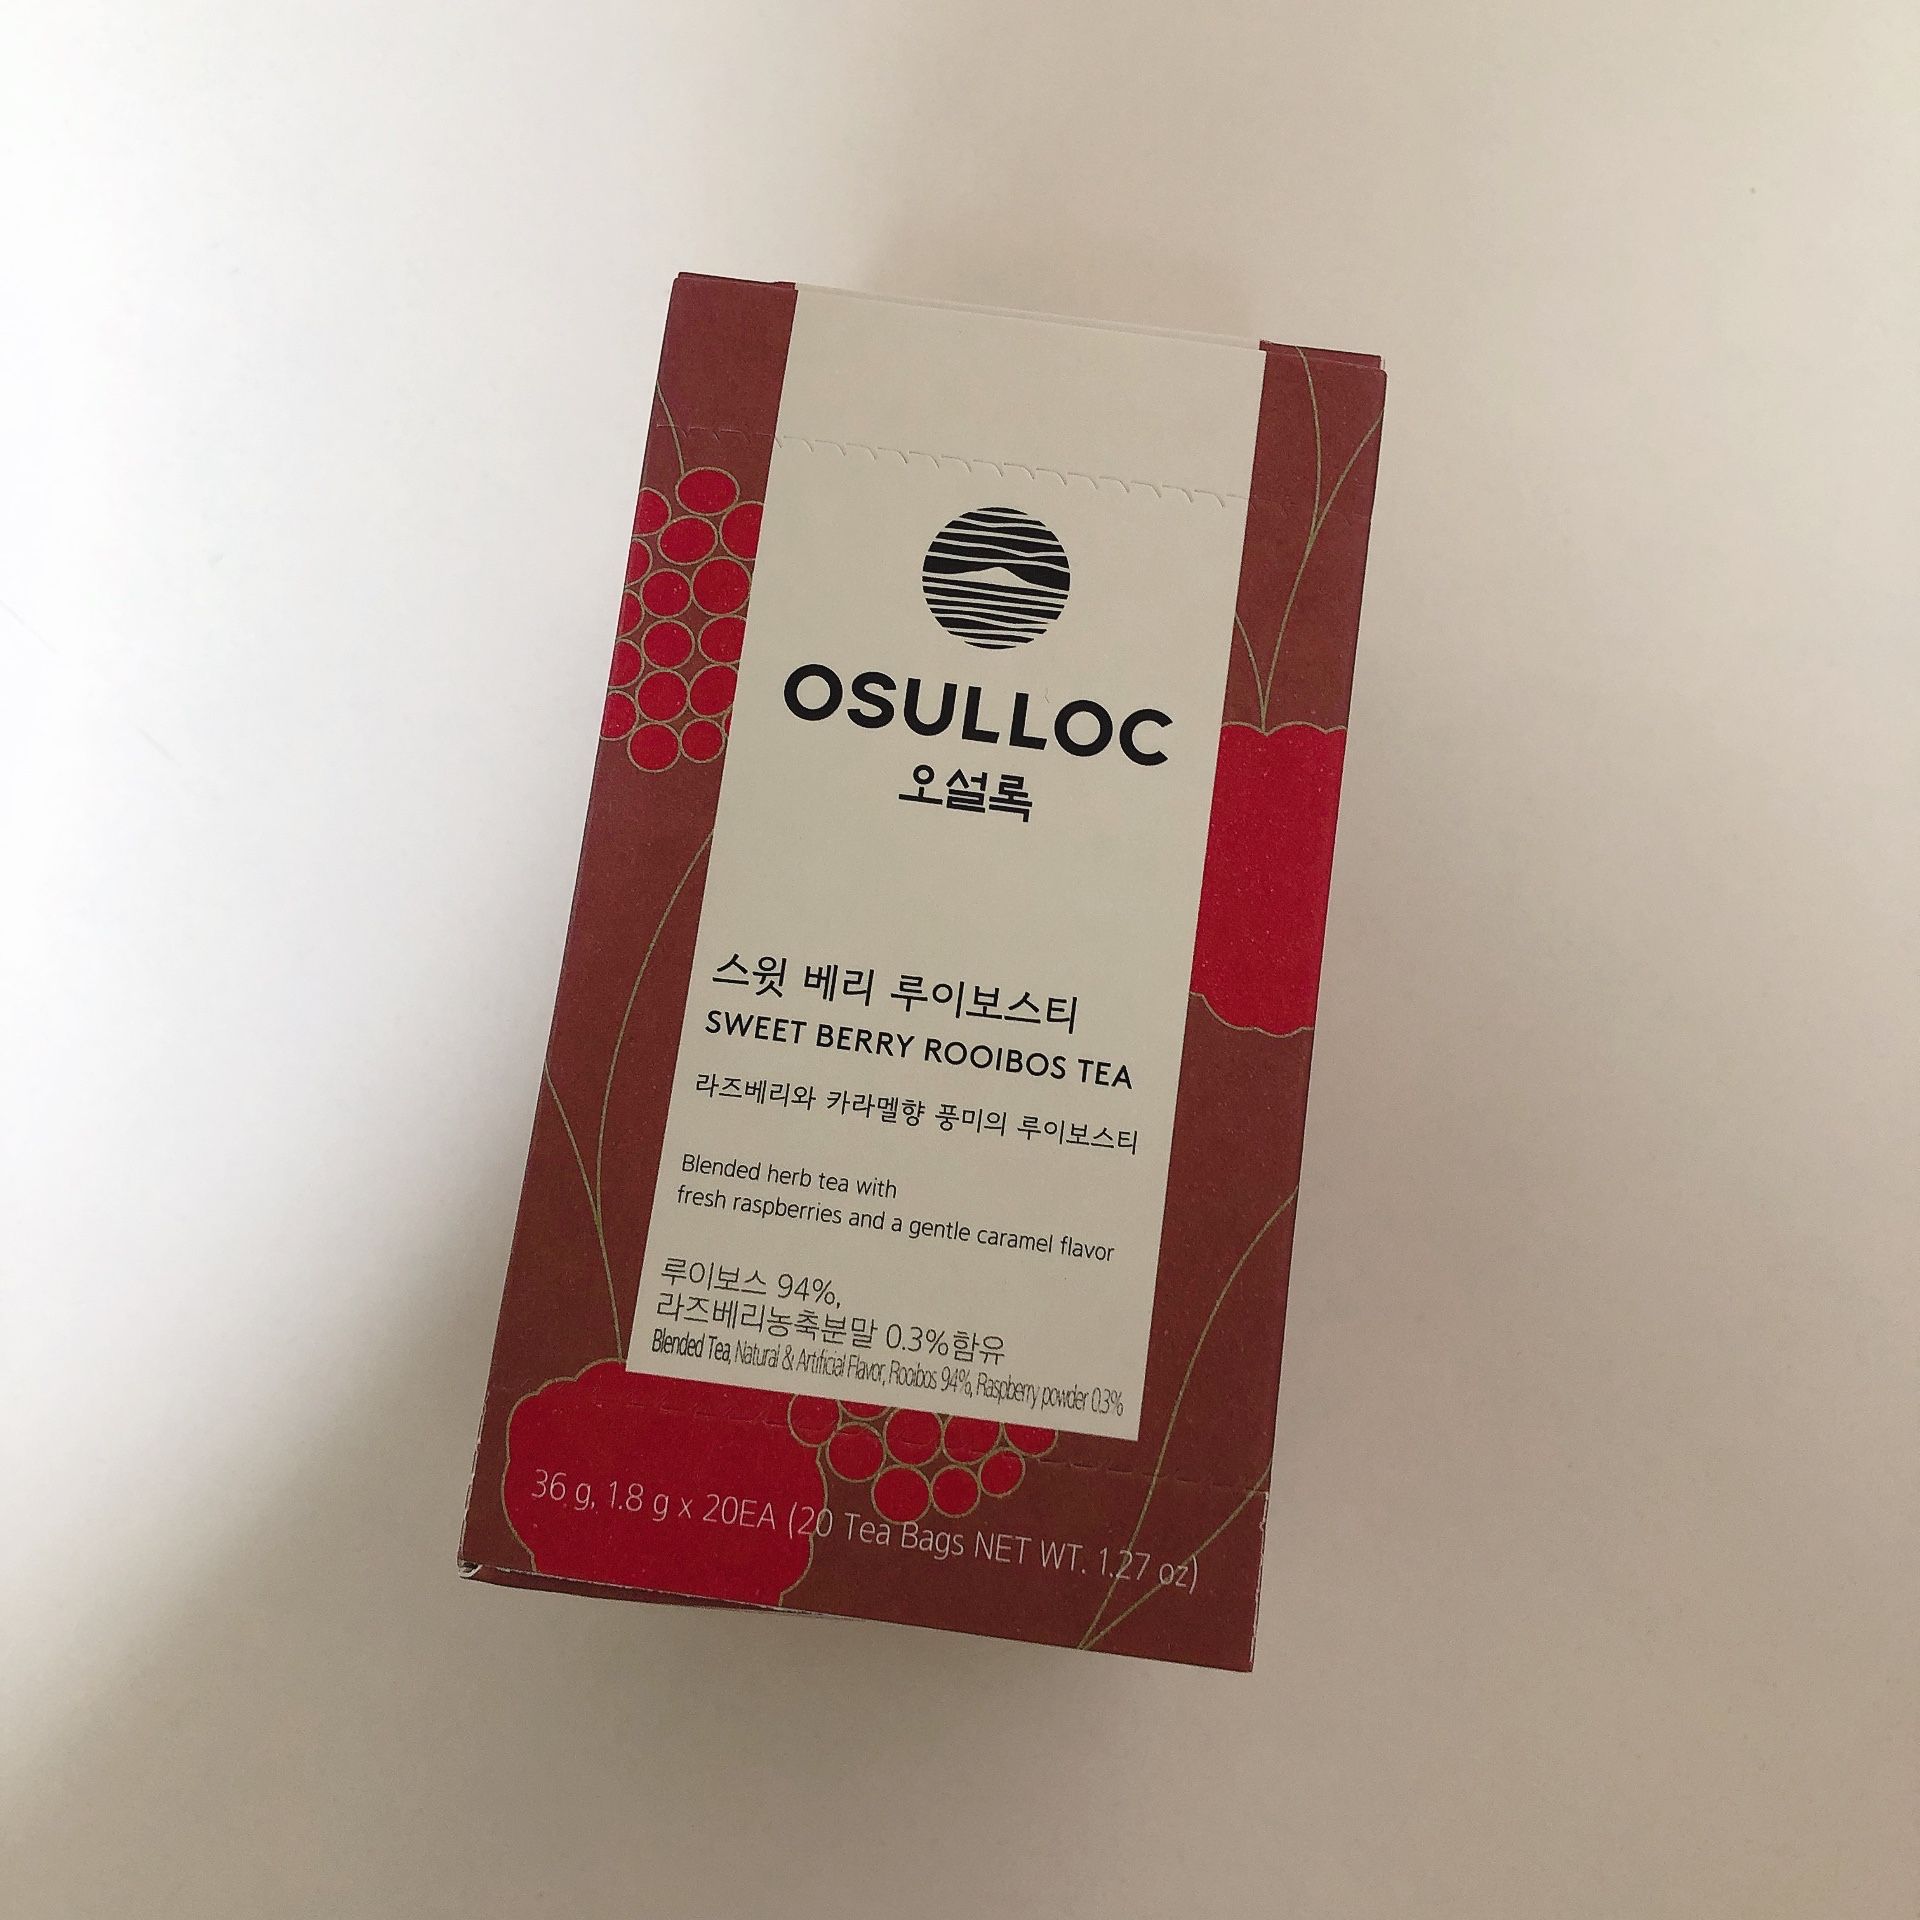 OSULLOC
오설록
스윗 베리 루이보스티
SWEET BERRY ROOIBOS TEA
라즈베리와 카라멜향 풍미의 루이보스티
Blended herb tea with
fresh raspberries and a gentle caramel flavor
루이보스 94%,
라즈베리농축분말 0.3%함유
Blended Tea, Natural & Artificial Flavor, Rooibos 94%, Raspberry powder 0.3%
36 g, 1.8 g x 20EA (20 Tea Bags NET WT. 1.27 oz)